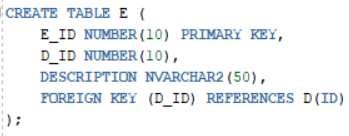 CREATE TABLE E (
    E_ID NUMBER(10) PRIMARY KEY,
    D_ID NUMBER(10),
    DESCRIPTION NVARCHAR2(50),
    FOREIGN KEY (D_ID) REFERENCES D(ID)
);